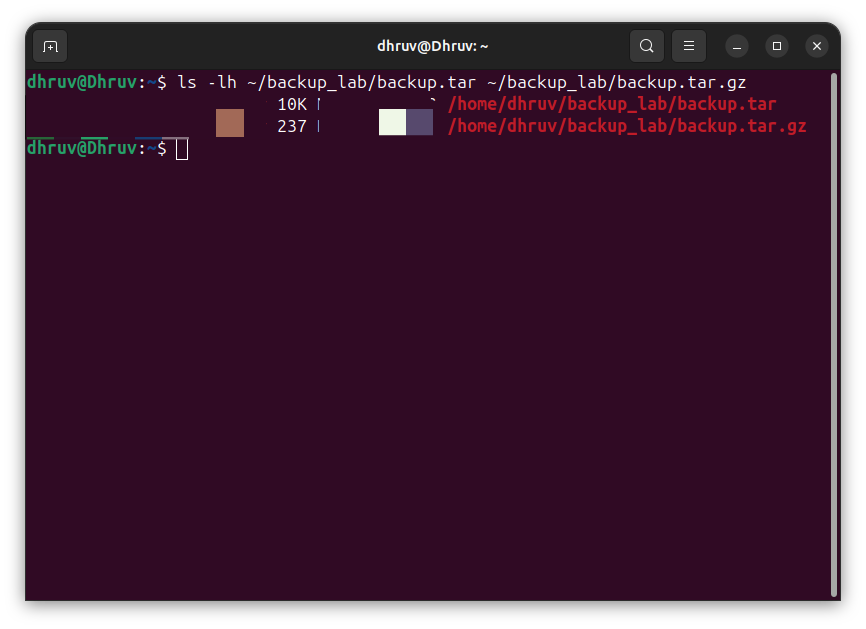 dhruv@Dhruv: ~
dhruv@Dhruv:~$ ls -lh ~/backup_lab/backup.tar ~/backup_lab/backup.tar.gz
10K /home/dhruv/backup_lab/backup.tar
237 /home/dhruv/backup_lab/backup.tar.gz
dhruv@Dhruv:~$